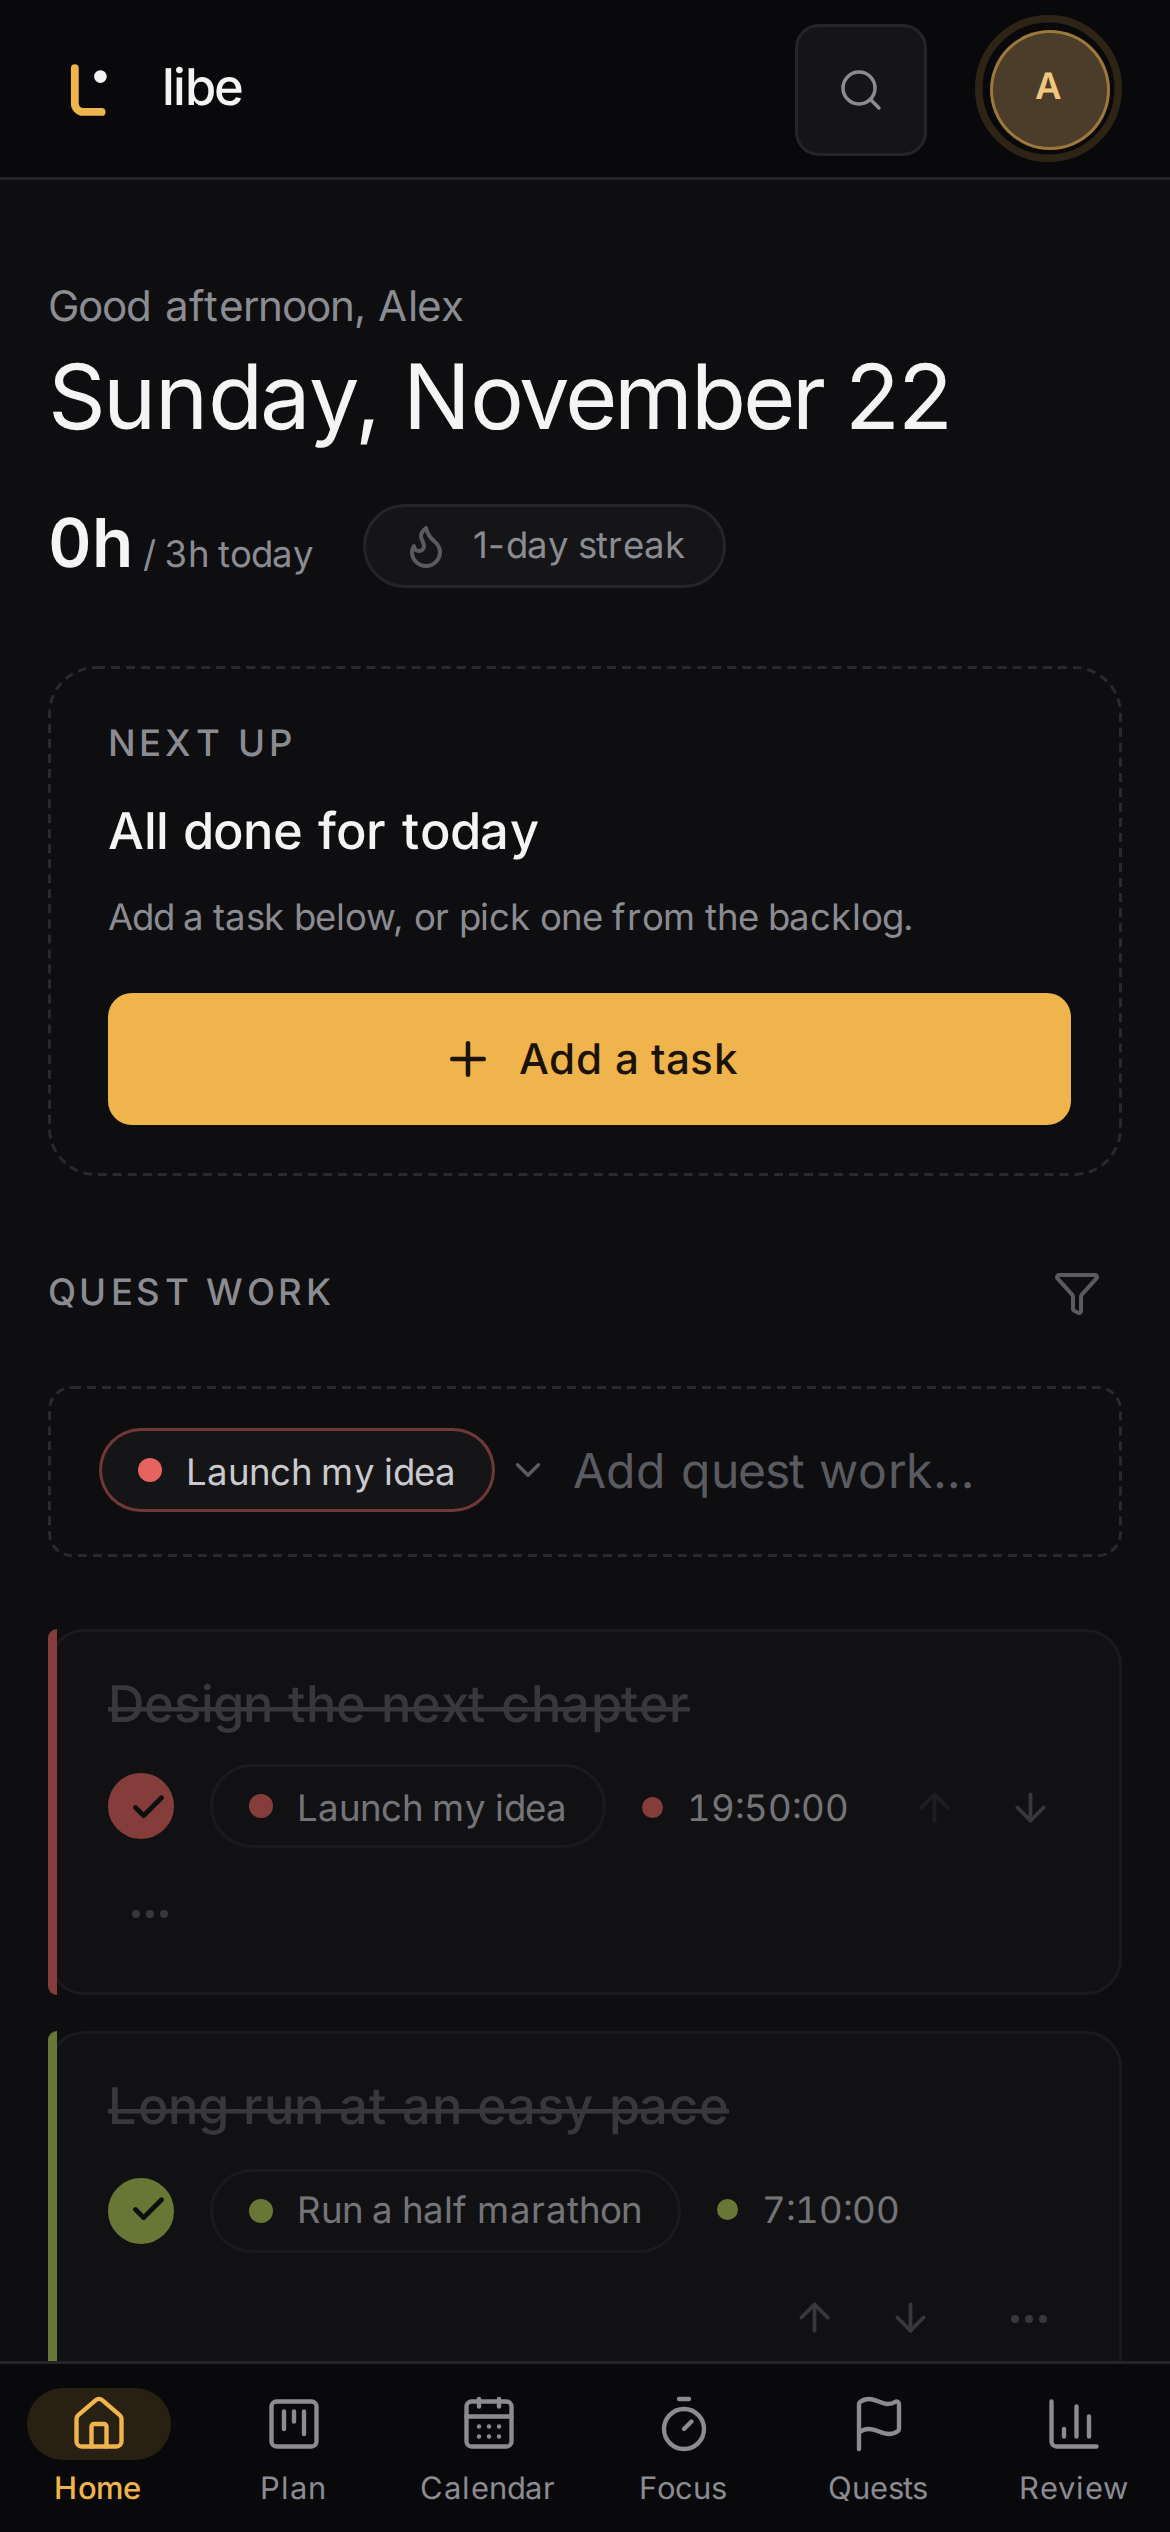 libe
A
Good afternoon, Alex
Sunday, November 22
0h / 3h today
1-day streak
NEXT UP
All done for today
Add a task below, or pick one from the backlog.
Add a task
QUEST WORK
Launch my idea
Add quest work...
Design the next chapter
Launch my idea
19:50:00
Long run at an easy pace
Run a half marathon
7:10:00
Home
Plan
Calendar
Focus
Quests
Review